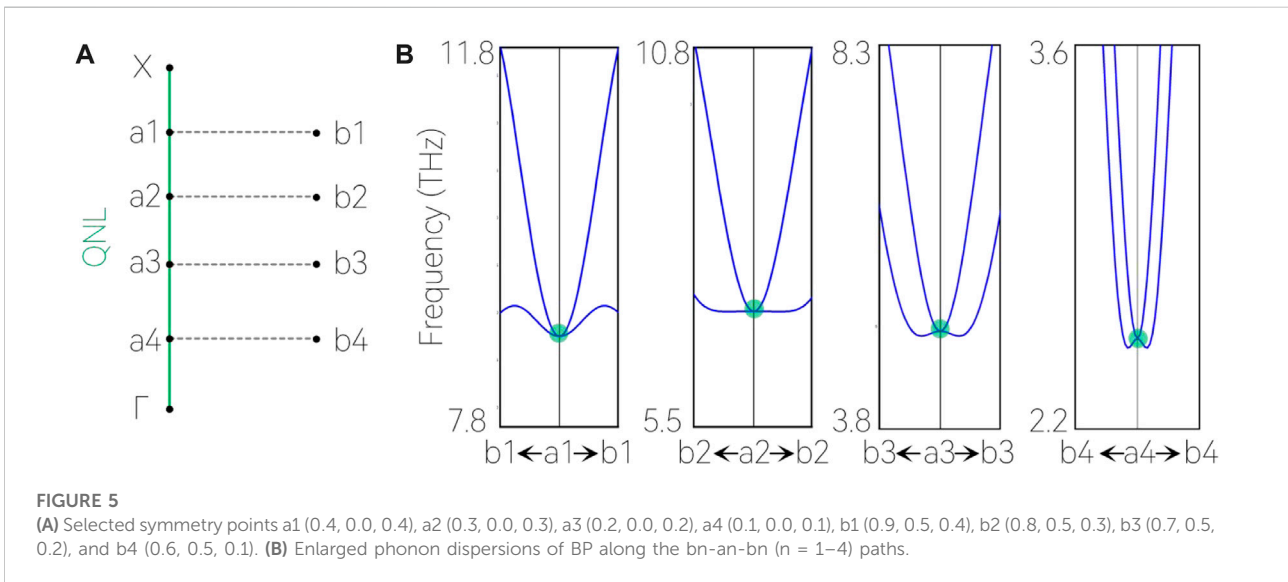 A
X
a1
b1
a2
b2
QNL
a3
b3
a4
b4
Γ
B
Frequency (THz)
11.8
7.8
b1←a1→b1
10.8
5.5
b2←a2→b2
8.3
3.8
b3←a3→b3
3.6
2.2
b4←a4→b4
FIGURE 5
(A) Selected symmetry points a1 (0.4, 0.0, 0.4), a2 (0.3, 0.0, 0.3), a3 (0.2, 0.0, 0.2), a4 (0.1, 0.0, 0.1), b1 (0.9, 0.5, 0.4), b2 (0.8, 0.5, 0.3), b3 (0.7, 0.5,
0.2), and b4 (0.6, 0.5, 0.1). (B) Enlarged phonon dispersions of BP along the bn-an-bn (n = 1–4) paths.